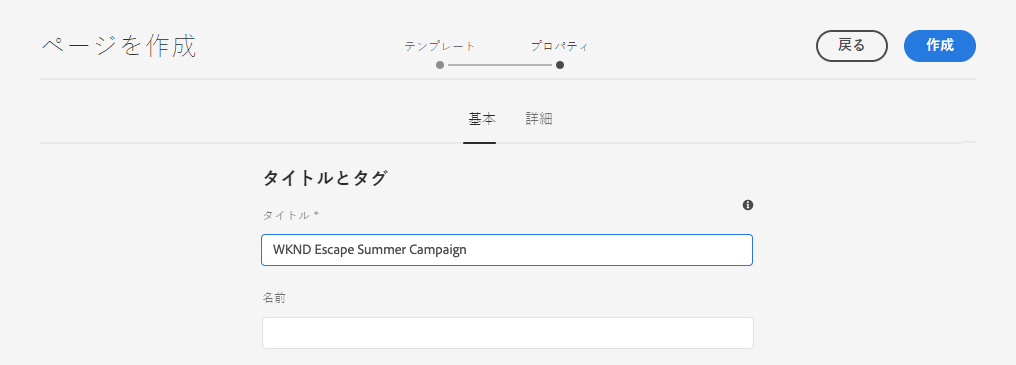 ページを作成
テンプレート
プロパティ
戻る
作成
基本
詳細
タイトルとタグ
タイトル *
WKND Escape Summer Campaign
名前